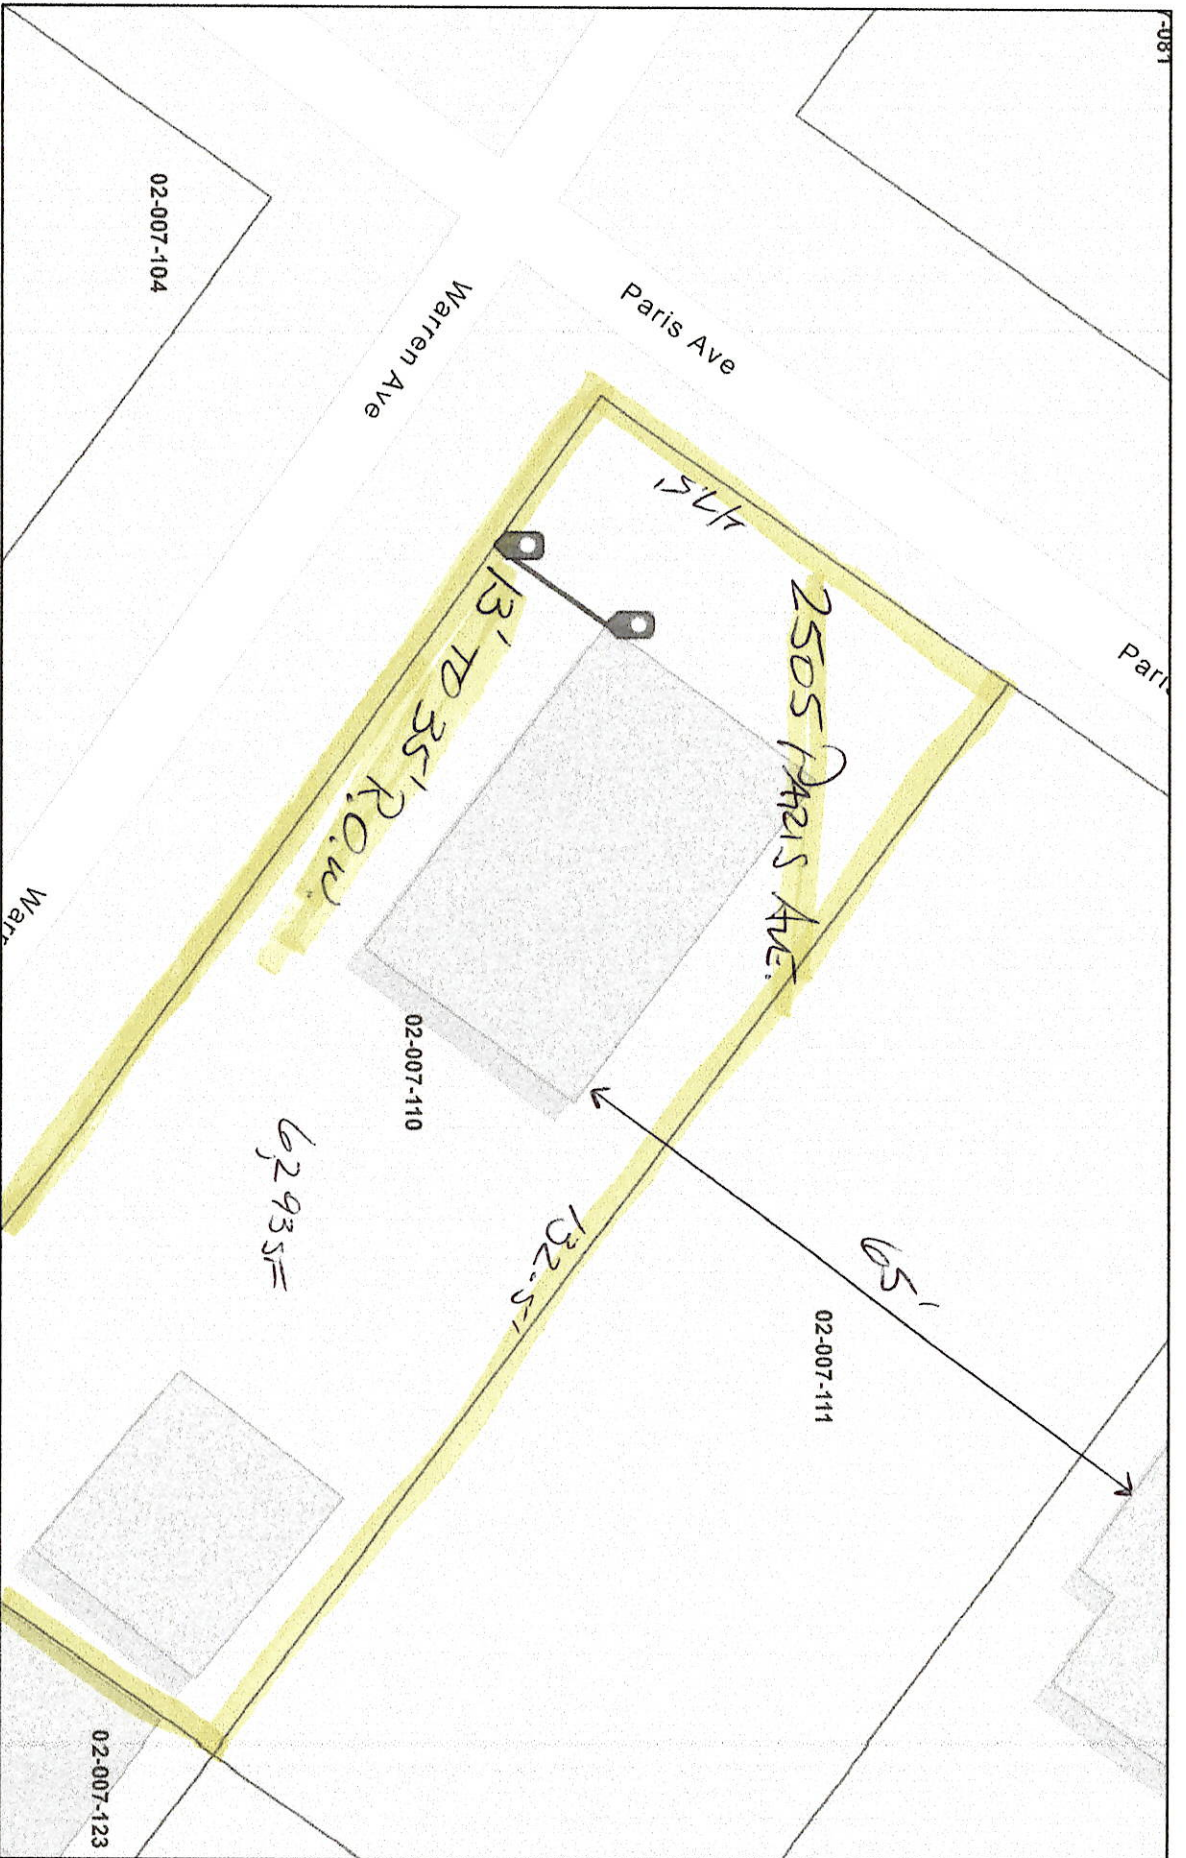 -081
Paris Ave
Paris
02-007-104
Warren Ave
47.5'
2505 PARIS AVE.
13' TO 35' R.O.W.
65'
02-007-111
02-007-110
132.5'
6,293 SF
Warr
02-007-123